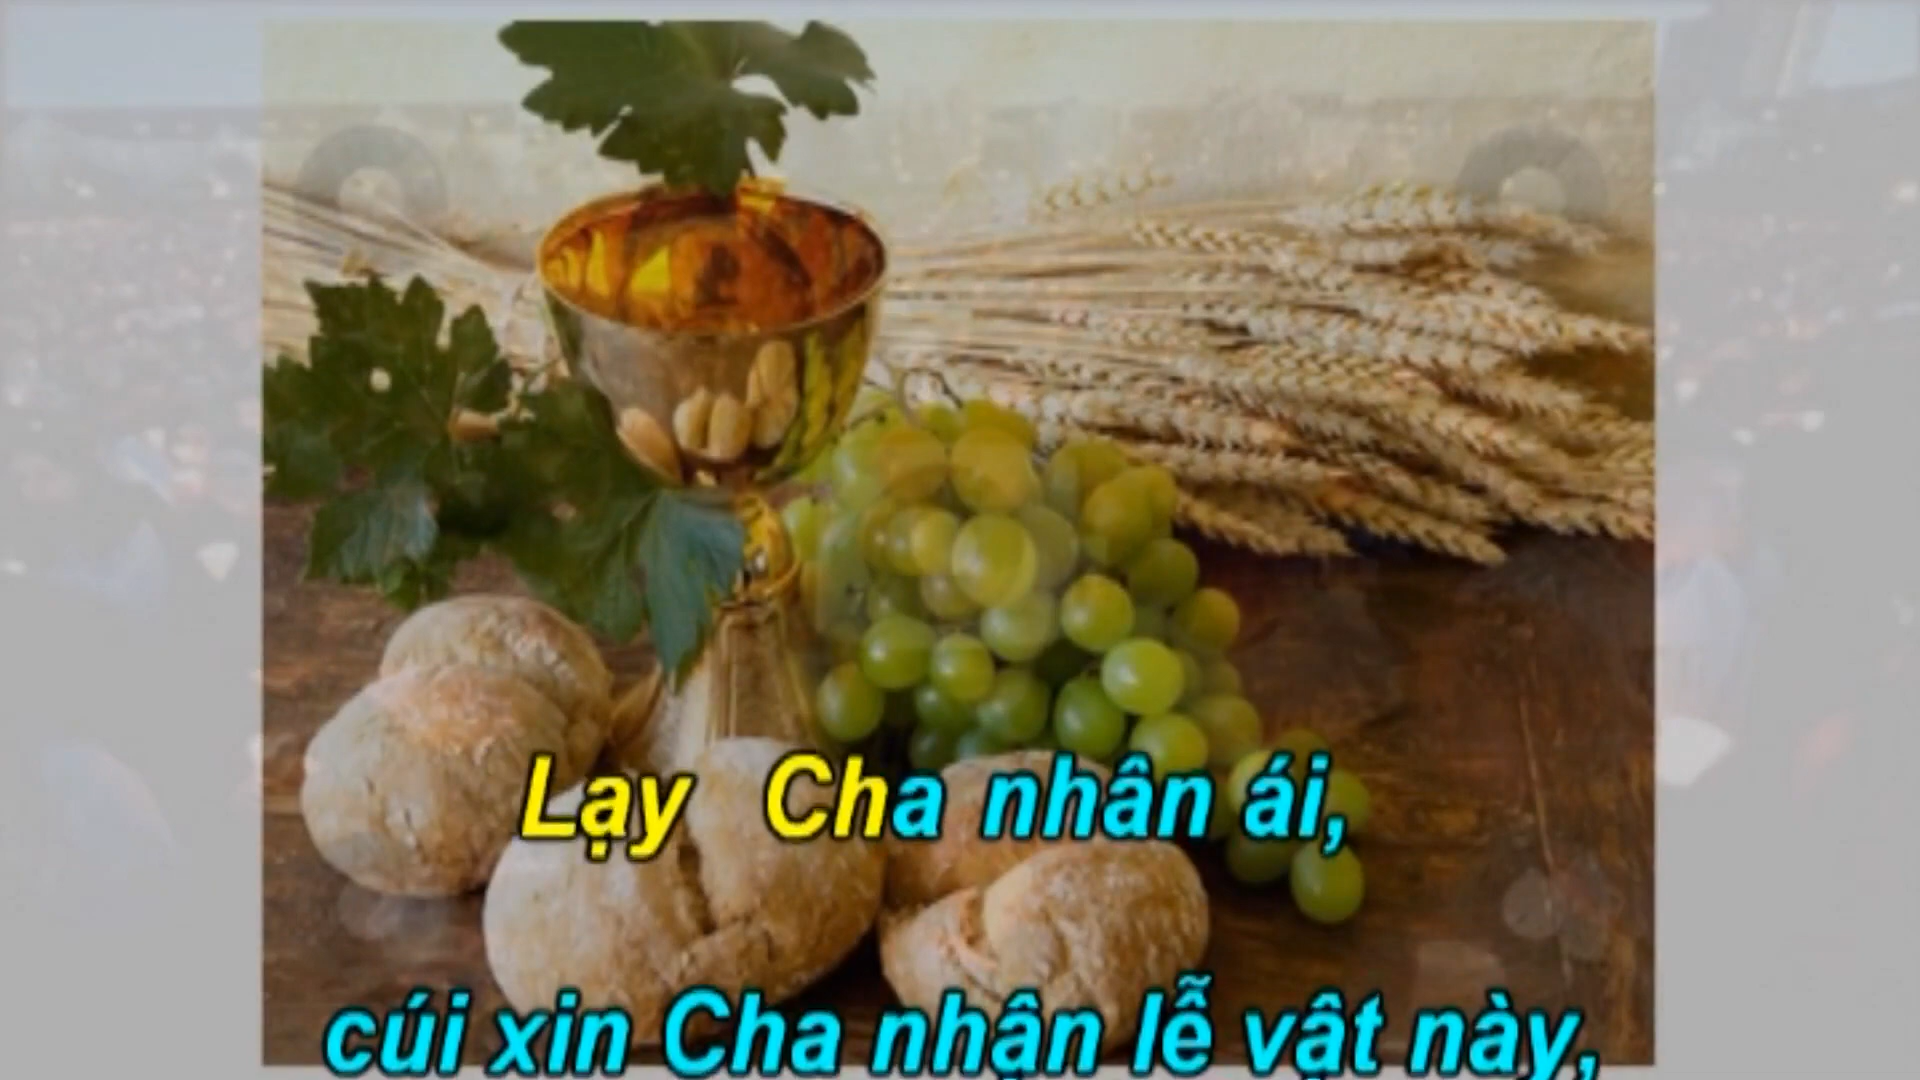 Lạy Cha nhân ái,
cúi xin Cha nhận lễ vật này,